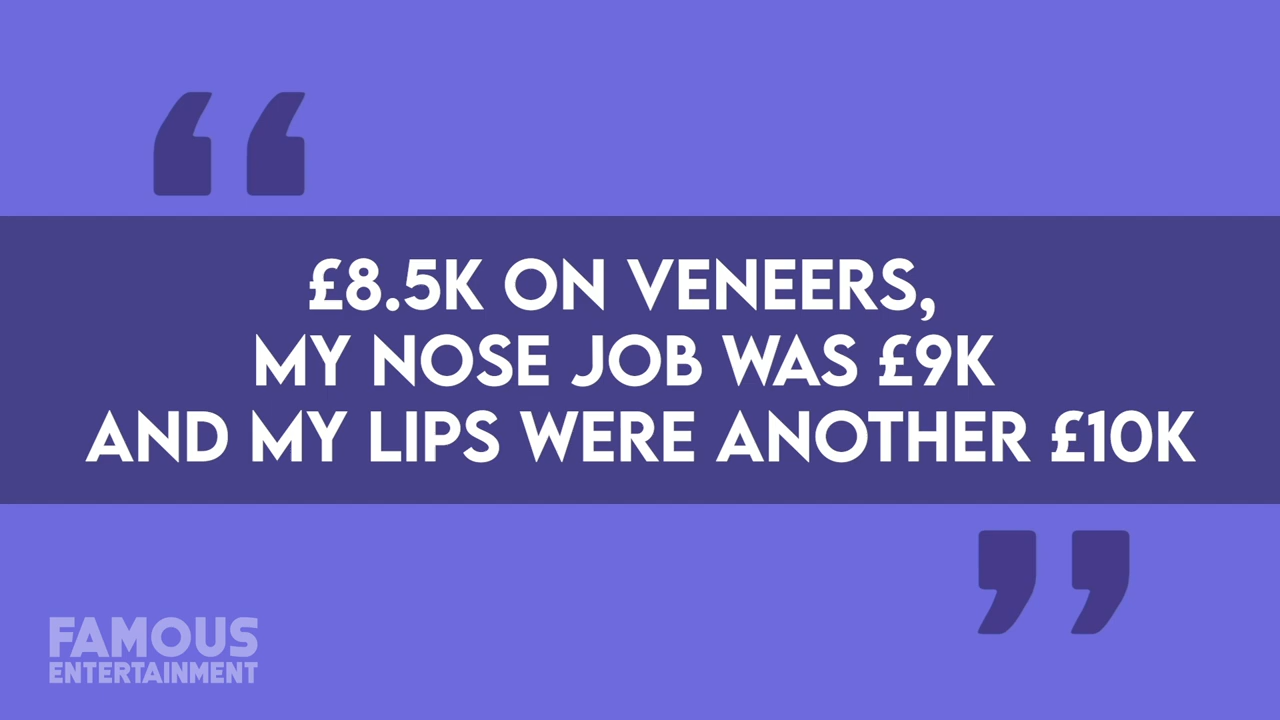 “
£8.5K ON VENEERS,
MY NOSE JOB WAS £9K
AND MY LIPS WERE ANOTHER £10K
”
FAMOUS
ENTERTAINMENT